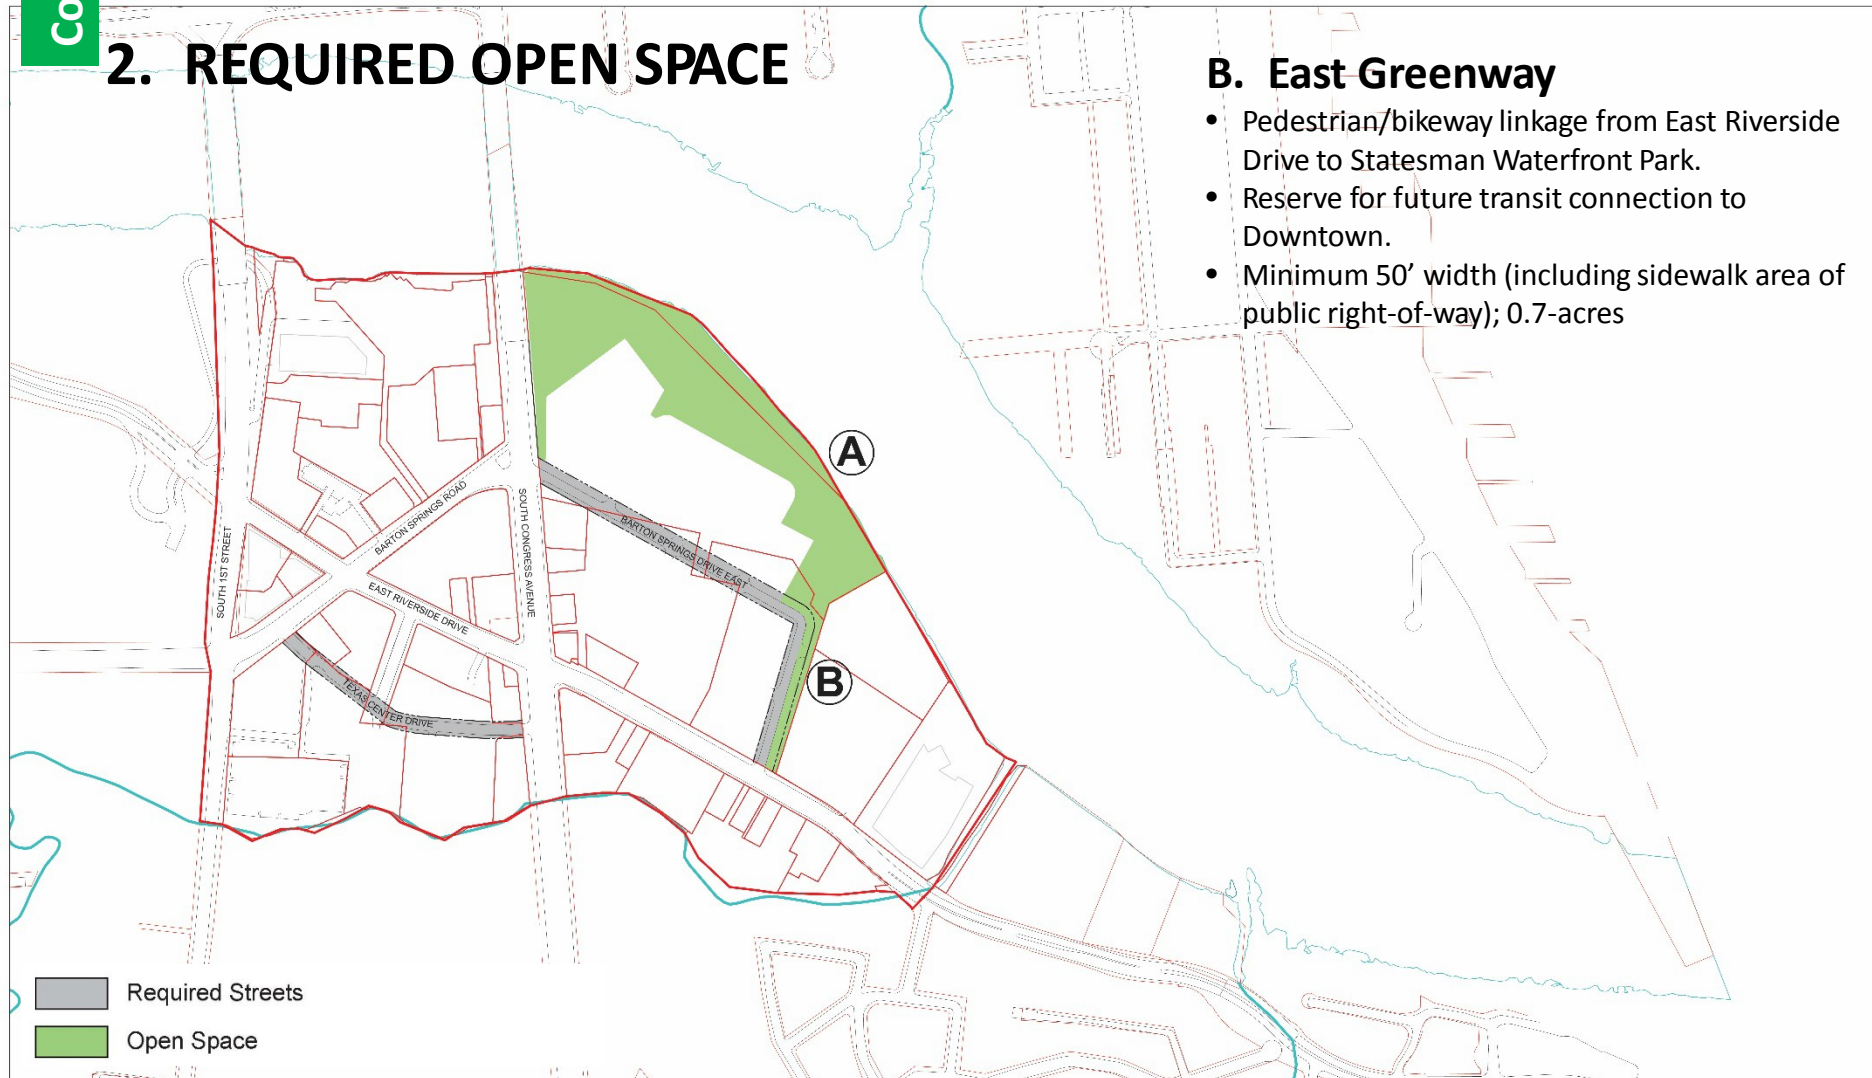 Co
2. REQUIRED OPEN SPACE
B. East Greenway
• Pedestrian/bikeway linkage from East Riverside
Drive to Statesman Waterfront Park.
• Reserve for future transit connection to
Downtown.
• Minimum 50’ width (including sidewalk area of
public right-of-way); 0.7-acres
A
BARTON SPRINGS ROAD
SOUTH CONGRESS AVENUE
BARTON SPRINGS DRIVE EAST
SOUTH 1ST STREET
EAST RIVERSIDE DRIVE
B
TEXAS CENTER DRIVE
Required Streets
Open Space